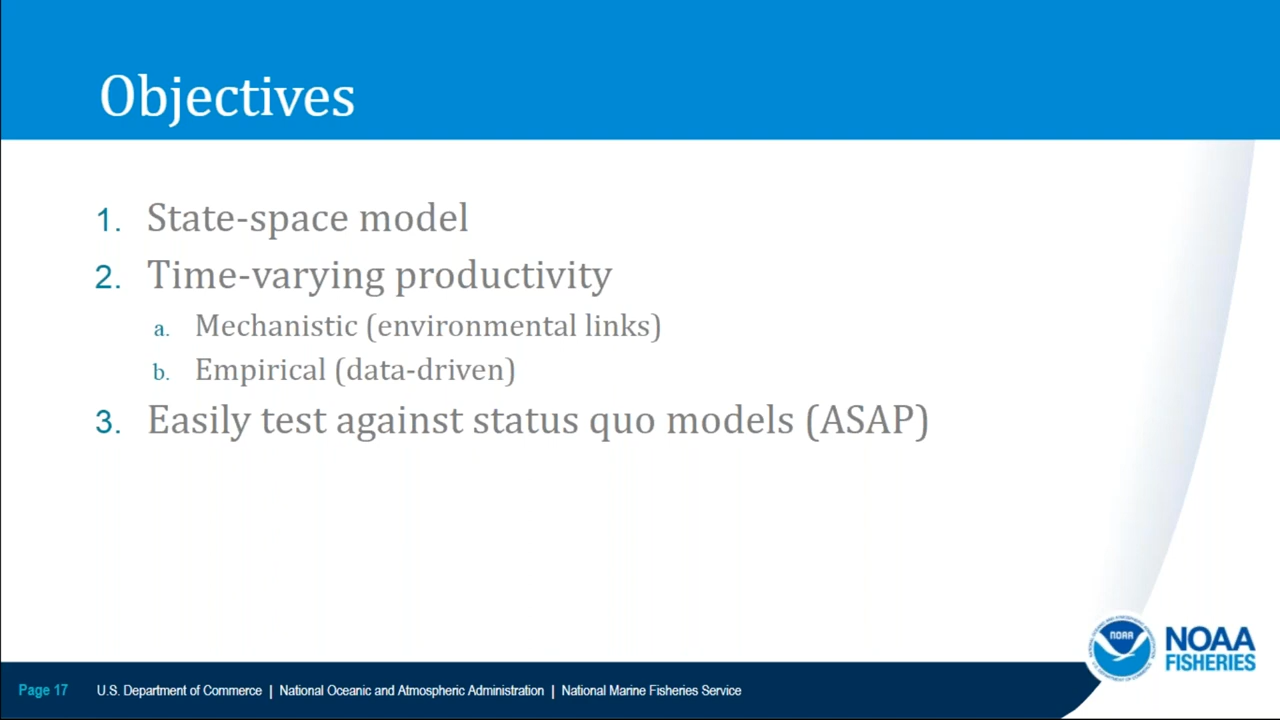 Objectives
1. State-space model
2. Time-varying productivity
a. Mechanistic (environmental links)
b. Empirical (data-driven)
3. Easily test against status quo models (ASAP)
NOAA
NOAA
FISHERIES
Page 17 U.S. Department of Commerce | National Oceanic and Atmospheric Administration | National Marine Fisheries Service